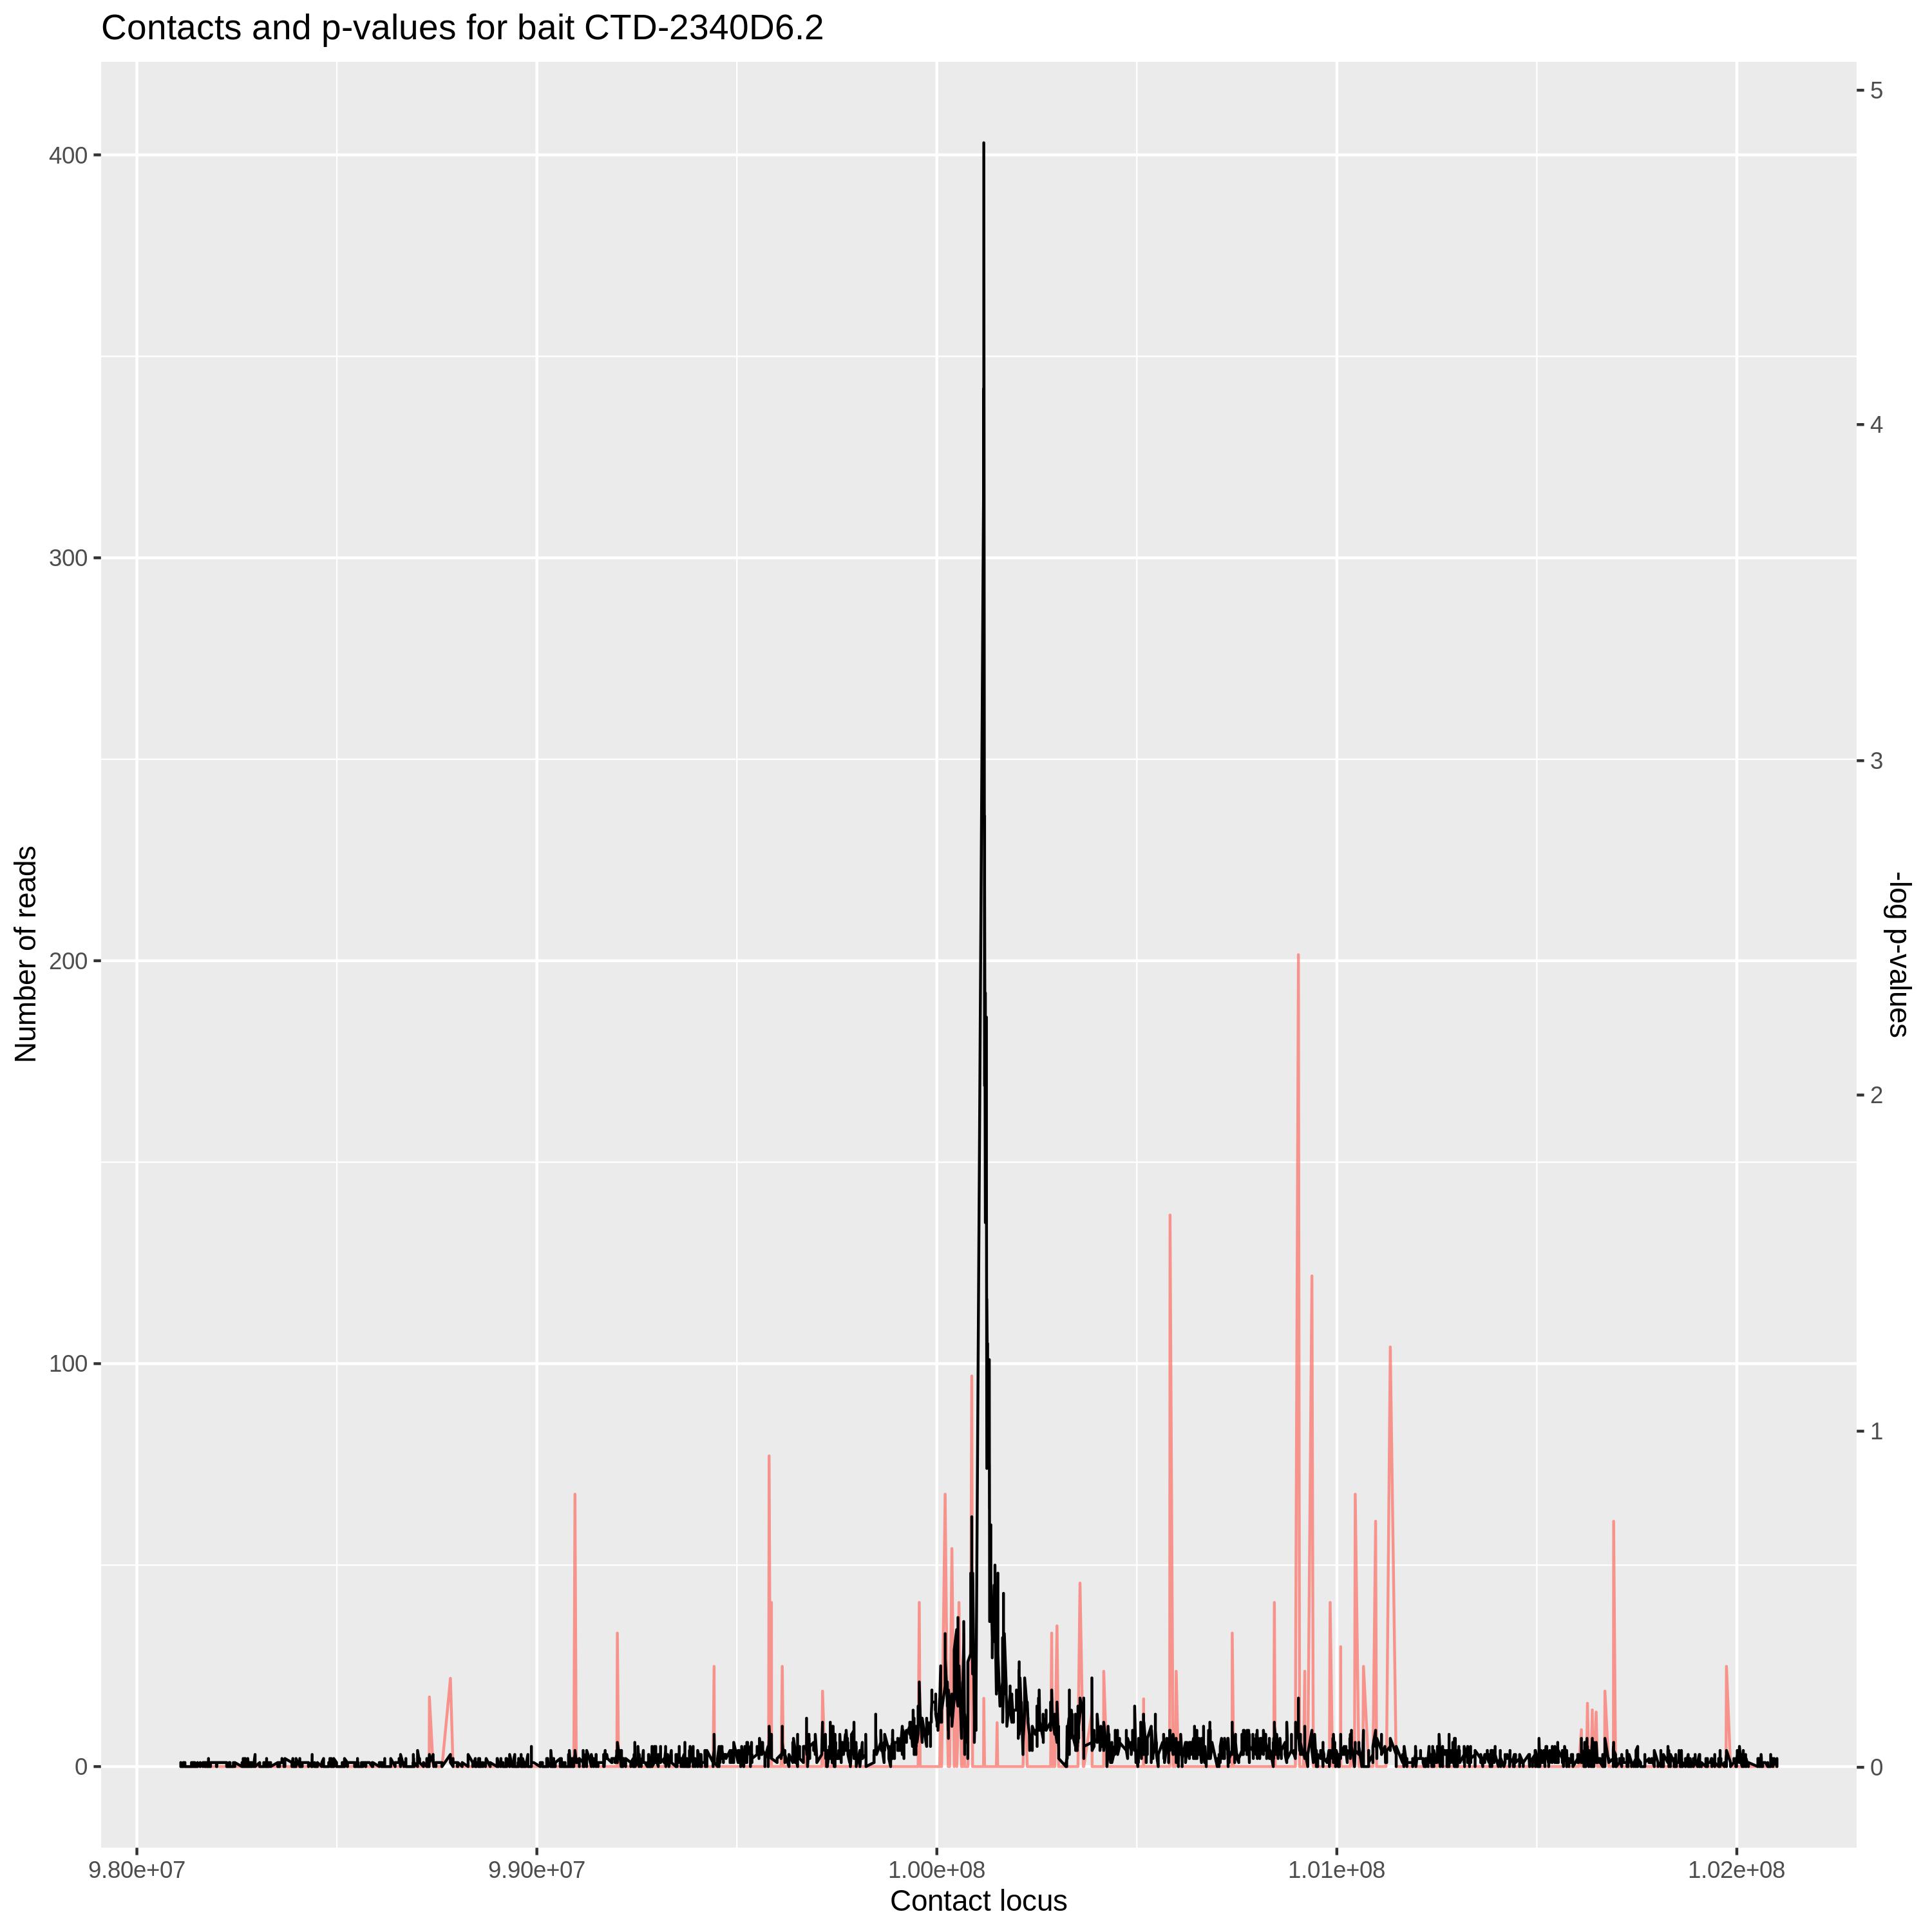 Contacts and p-values for bait CTD-2340D6.2
400
300
200
100
0
Number of reads
5
4
3
2
1
0
-log p-values
9.80e+07
9.90e+07
1.00e+08
1.01e+08
1.02e+08
Contact locus